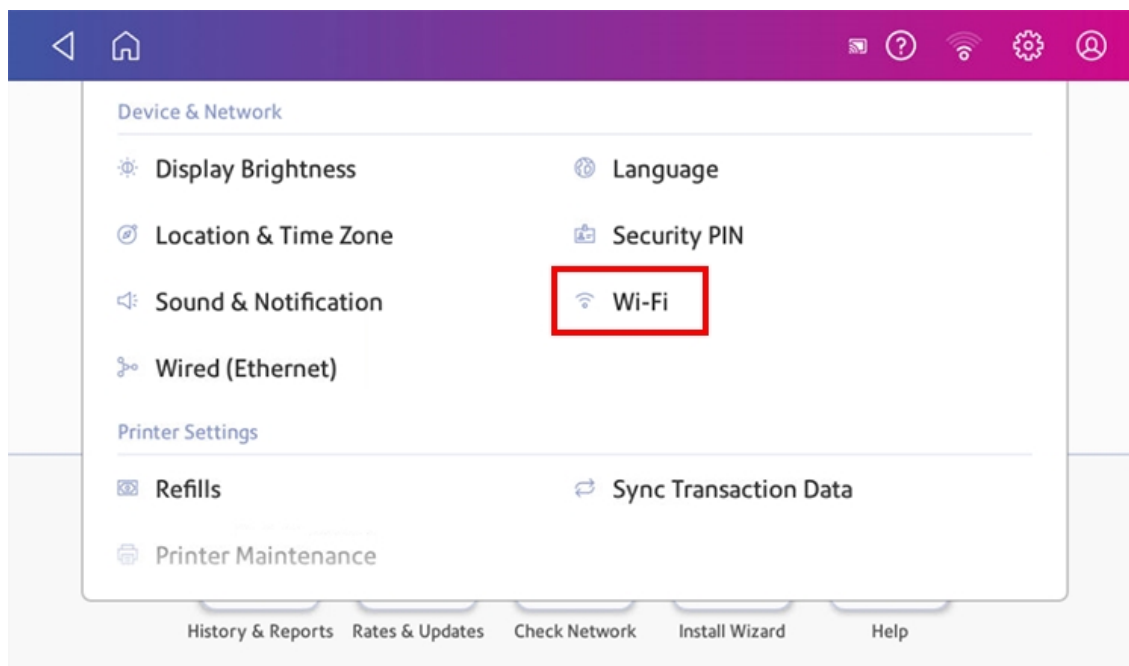 Device & Network
Display Brightness
Language
Location & Time Zone
Security PIN
Sound & Notification
Wi-Fi
Wired (Ethernet)
Printer Settings
Refills
Sync Transaction Data
Printer Maintenance
History & Reports
Rates & Updates
Check Network
Install Wizard
Help